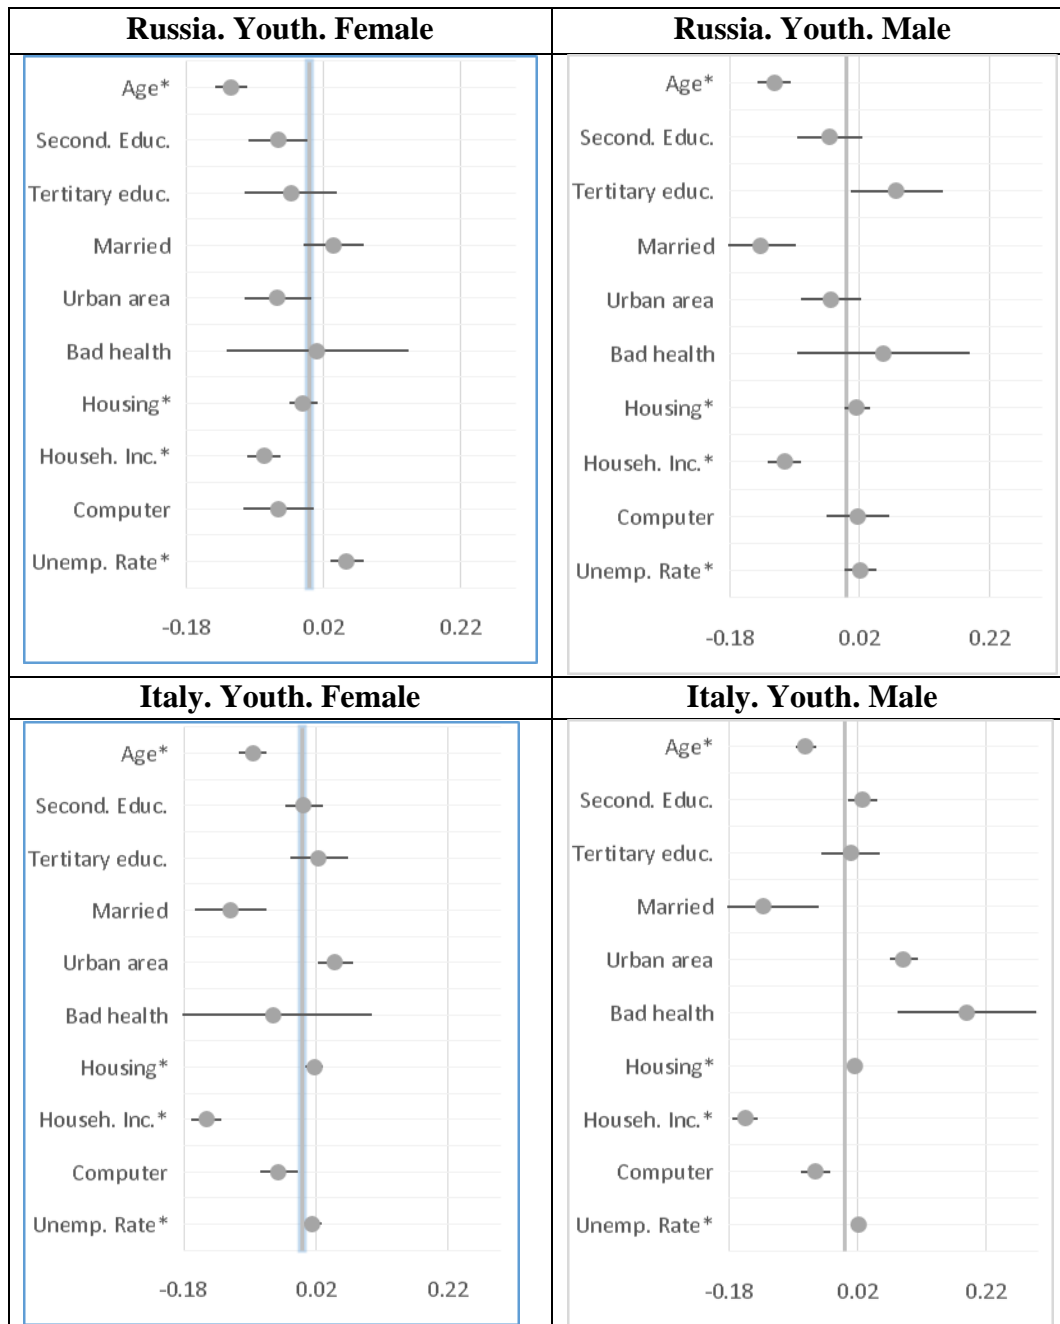 Russia. Youth. Female
Age*
Second. Educ.
Tertitary educ.
Married
Urban area
Bad health
Housing*
Househ. Inc.*
Computer
Unemp. Rate*
-0.18 0.02 0.22
Russia. Youth. Male
Age*
Second. Educ.
Tertitary educ.
Married
Urban area
Bad health
Housing*
Househ. Inc.*
Computer
Unemp. Rate*
-0.18 0.02 0.22
Italy. Youth. Female
Age*
Second. Educ.
Tertitary educ.
Married
Urban area
Bad health
Housing*
Househ. Inc.*
Computer
Unemp. Rate*
-0.18 0.02 0.22
Italy. Youth. Male
Age*
Second. Educ.
Tertitary educ.
Married
Urban area
Bad health
Housing*
Househ. Inc.*
Computer
Unemp. Rate*
-0.18 0.02 0.22